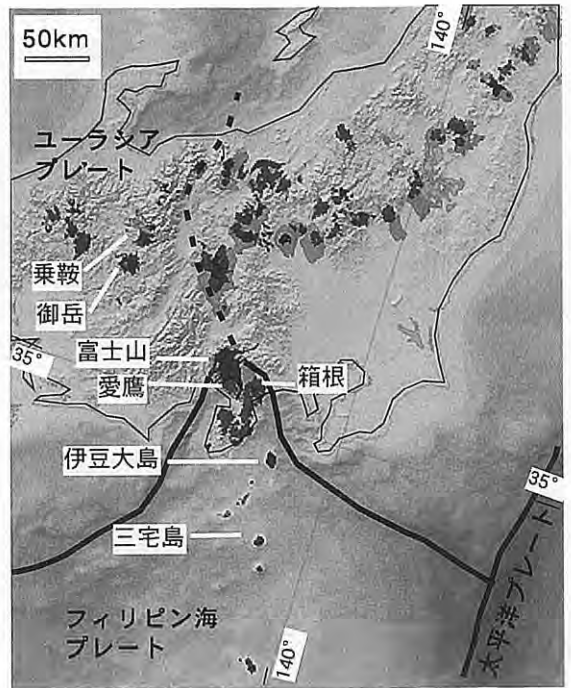 50km
140°
ユーラシア
プレート
乗鞍
御岳
35°
富士山
愛鷹
箱根
伊豆大島
35°
三宅島
太平洋プレート
フィリピン海
プレート
140°